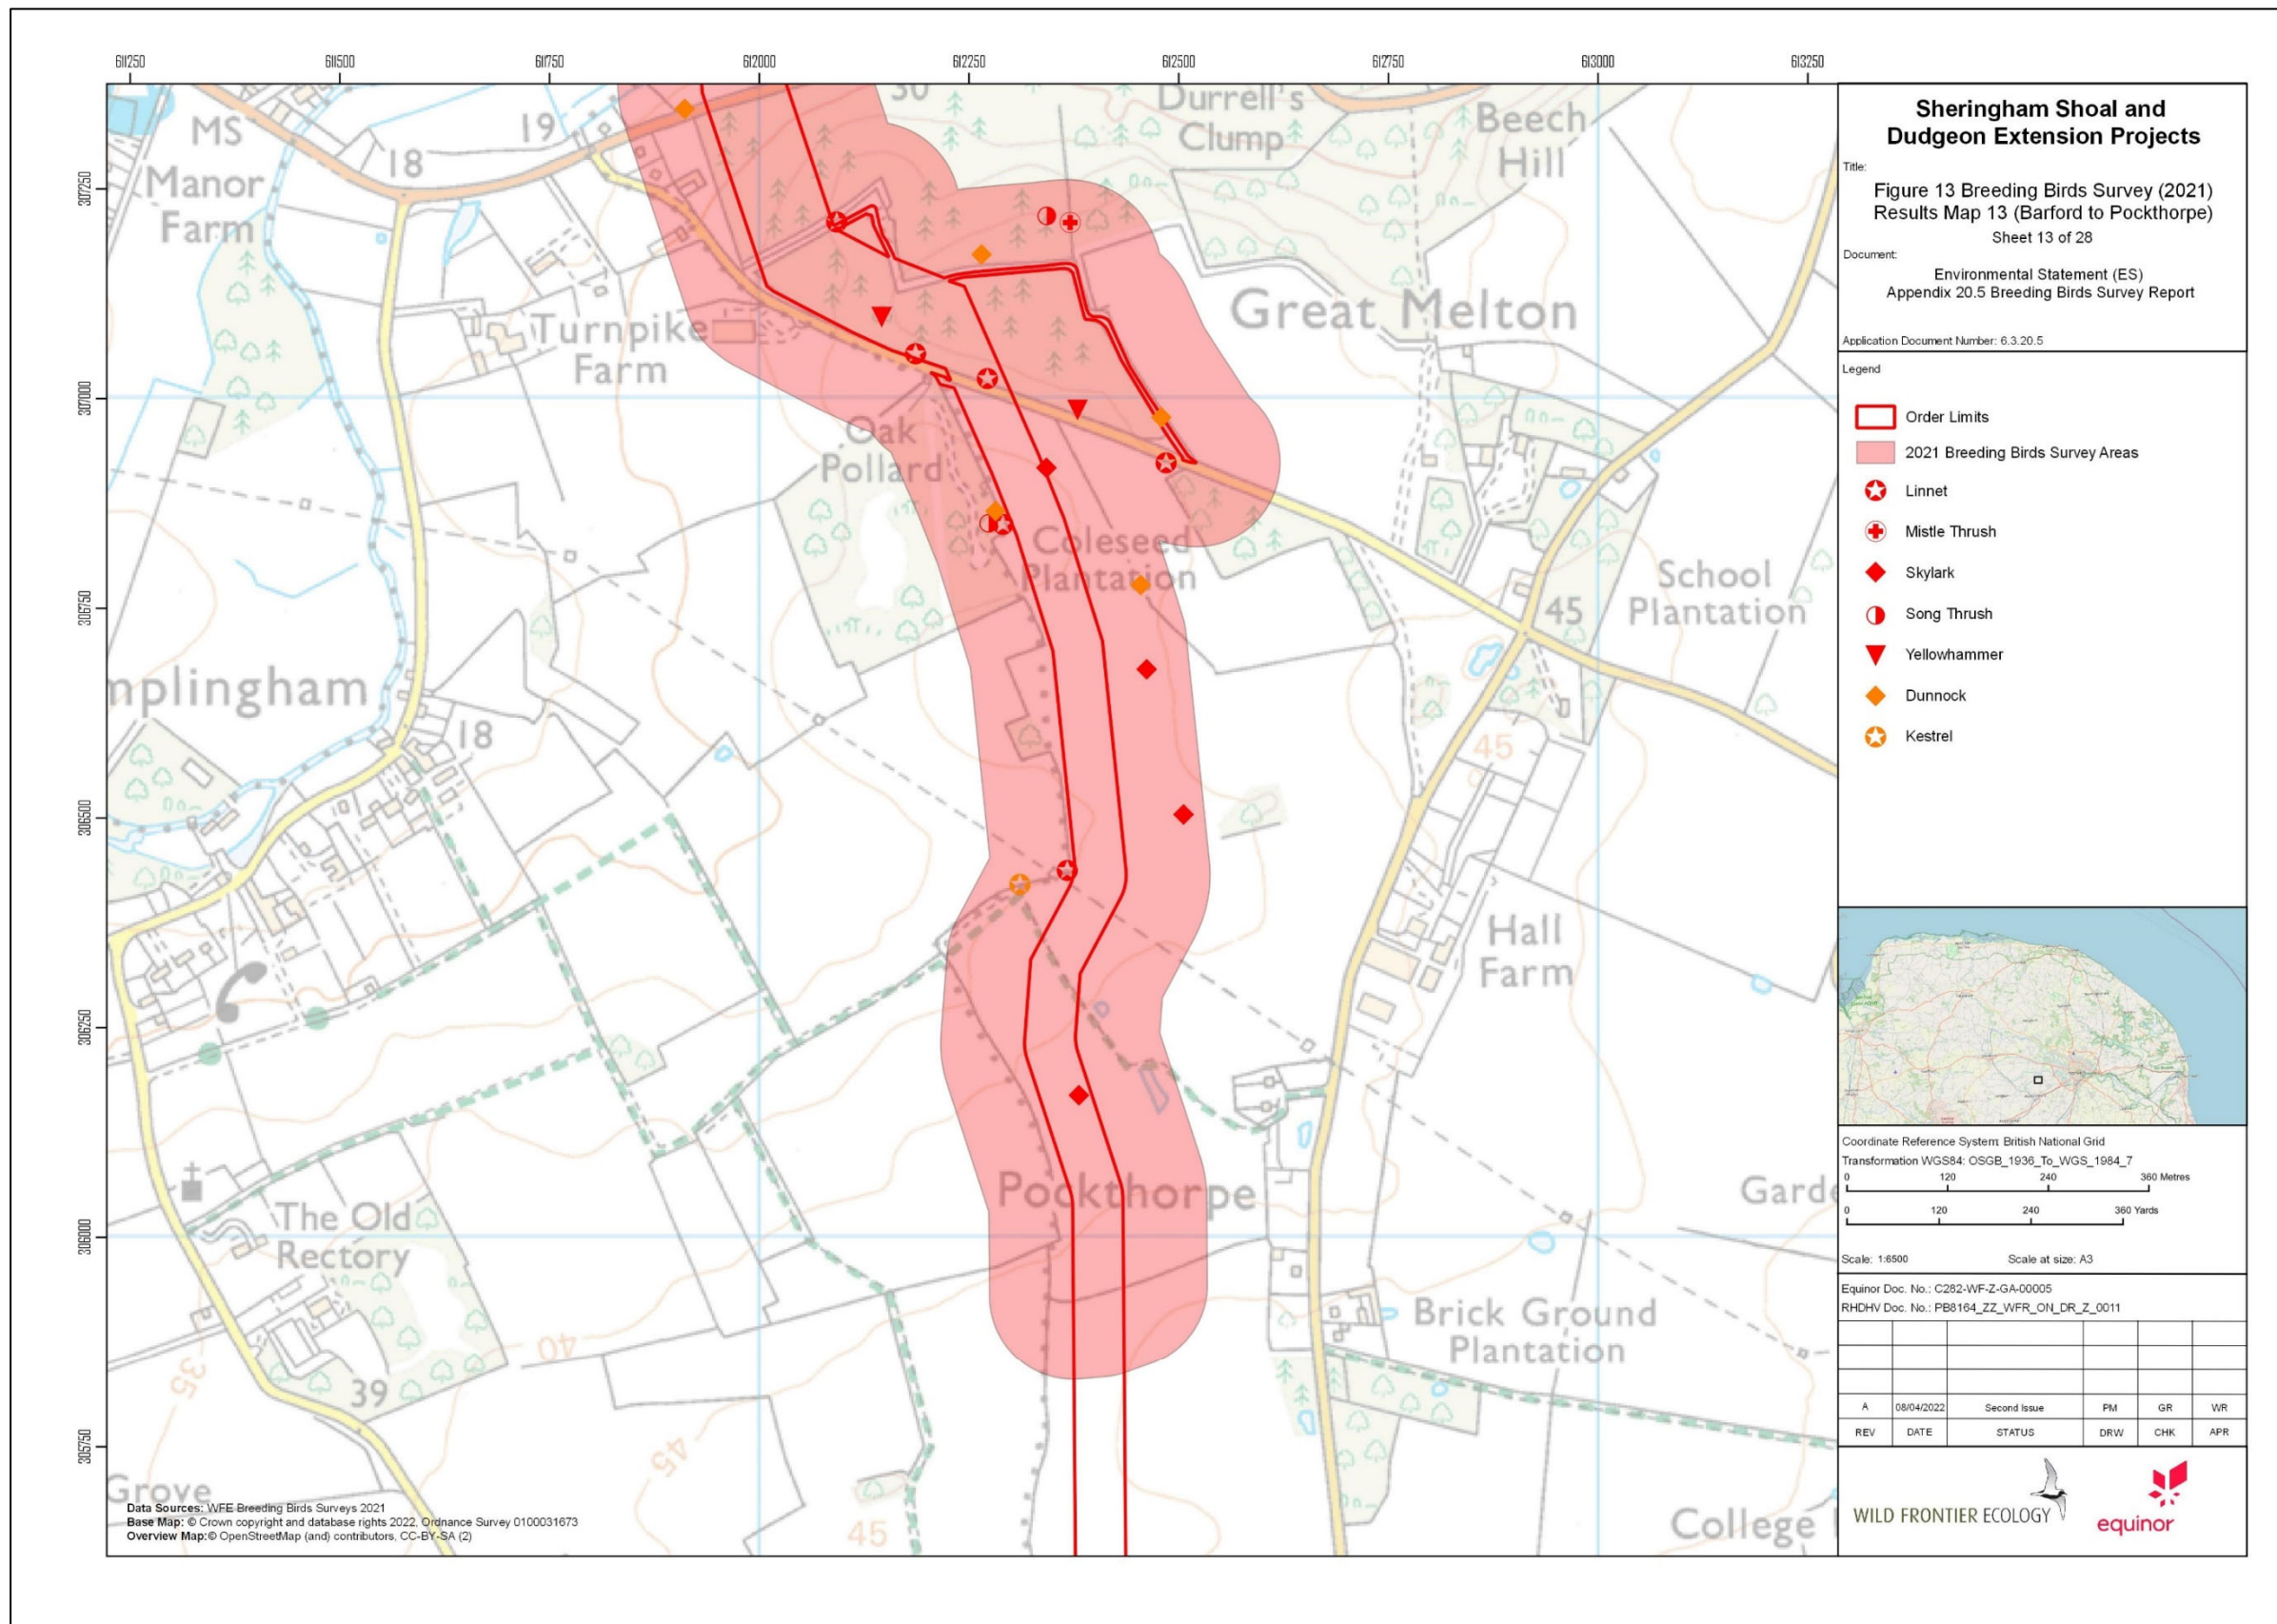 611250 611500 611750 612000 612250 612500 612750 613000 613250
307250
307000
306750
306500
306250
306000
305750
MS
Manor
Farm
19
18
30
Durrell's
Clump
Beech
Hill
Turnpike
Farm
Great Melton
Oak
Pollard
Coleseed
Plantation
School
Plantation
45
mplingham
18
45
Hall
Farm
Pockthorpe
Garde
The Old
Rectory
Brick Ground
Plantation
40
35
39
45
45
Grove
College
Data Sources: WFE Breeding Birds Surveys 2021
Base Map: © Crown copyright and database rights 2022, Ordnance Survey 0100031673
Overview Map:© OpenStreetMap (and) contributors, CC-BY-SA (2)
Sheringham Shoal and
Dudgeon Extension Projects
Title:
Figure 13 Breeding Birds Survey (2021)
Results Map 13 (Barford to Pockthorpe)
Sheet 13 of 28
Document:
Environmental Statement (ES)
Appendix 20.5 Breeding Birds Survey Report
Application Document Number: 6.3.20.5
Legend
Order Limits
2021 Breeding Birds Survey Areas
Linnet
Mistle Thrush
Skylark
Song Thrush
Yellowhammer
Dunnock
Kestrel
Coordinate Reference System: British National Grid
Transformation WGS84: OSGB_1936_To_WGS_1984_7
0 120 240 360 Metres
0 120 240 360 Yards
Scale: 1:6500 Scale at size: A3
Equinor Doc. No.: C282-WF-Z-GA-00005
RHDHV Doc. No.: PB8164_ZZ_WFR_ON_DR_Z_0011
A 08/04/2022 Second Issue PM GR WR
REV DATE STATUS DRW CHK APR
WILD FRONTIER ECOLOGY
equinor